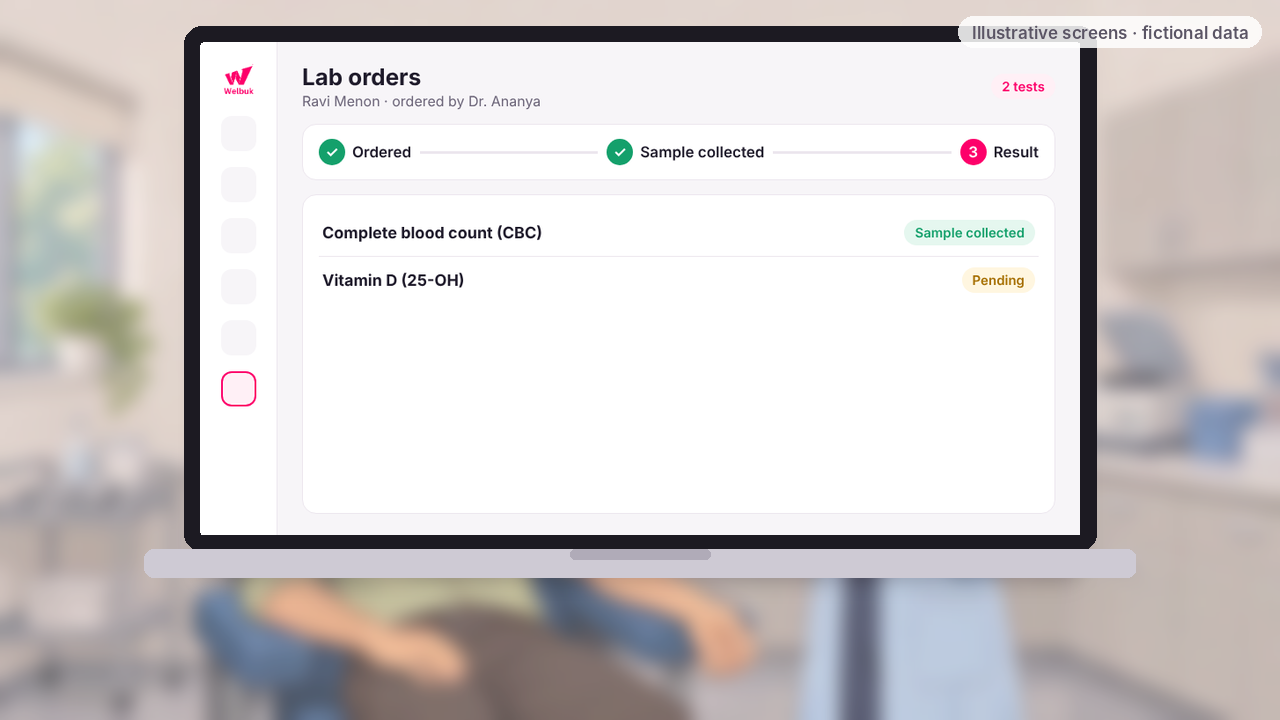 Illustrative screens · fictional data
Welbuk
Lab orders
Ravi Menon · ordered by Dr. Ananya
2 tests
Ordered
Sample collected
3 Result
Complete blood count (CBC)
Sample collected
Vitamin D (25-OH)
Pending